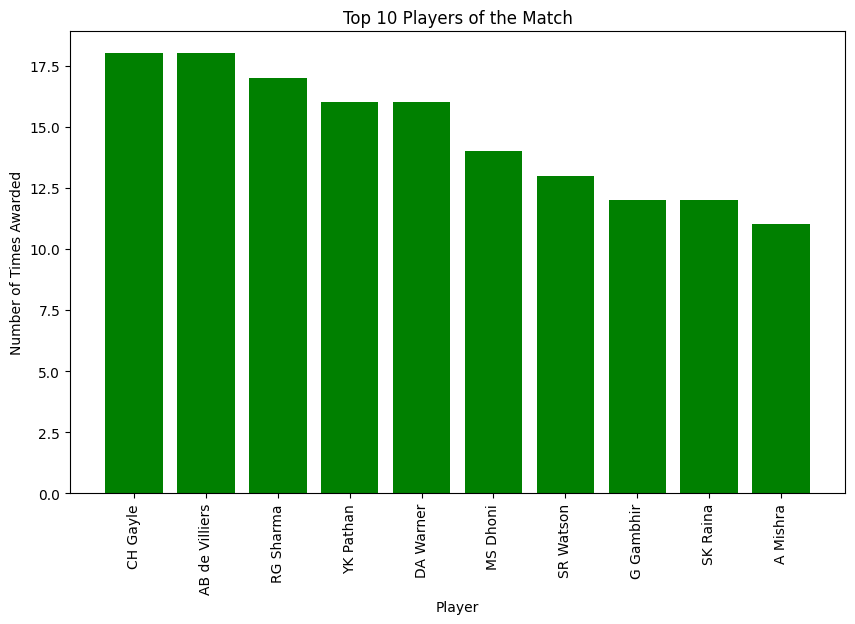 Top 10 Players of the Match
Number of Times Awarded
17.5
15.0
12.5
10.0
7.5
5.0
2.5
0.0
CH Gayle
AB de Villiers
RG Sharma
YK Pathan
DA Warner
MS Dhoni
SR Watson
G Gambhir
SK Raina
A Mishra
Player